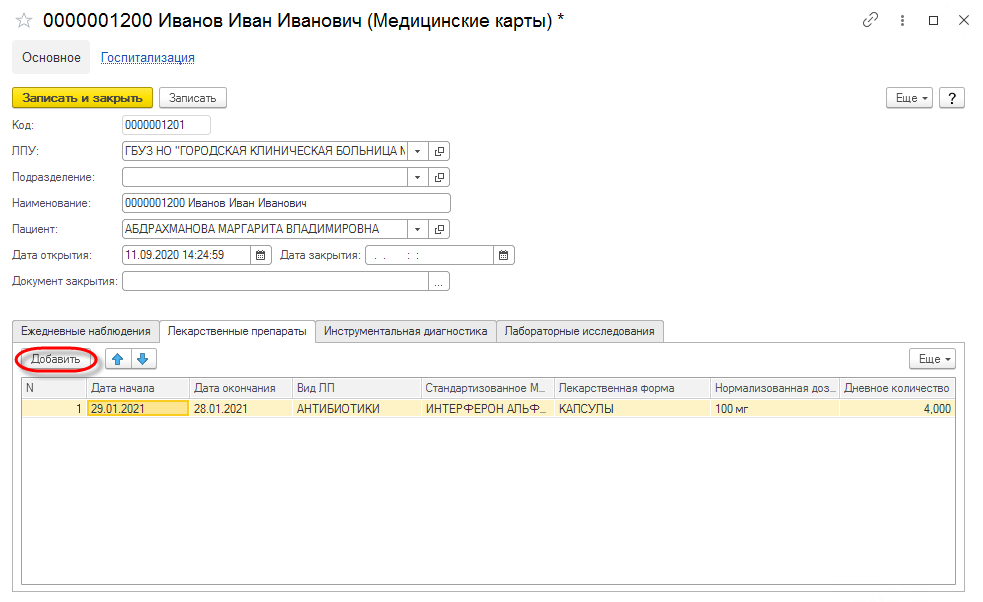 0000001200 Иванов Иван Иванович (Медицинские карты) *
Основное Госпитализация
Записать и закрыть Записать Еще ?
Код: 0000001201
ЛПУ: ГБУЗ НО "ГОРОДСКАЯ КЛИНИЧЕСКАЯ БОЛЬНИЦА №
Подразделение:
Наименование: 0000001200 Иванов Иван Иванович
Пациент: АБДРАХМАНОВА МАРГАРИТА ВЛАДИМИРОВНА
Дата открытия: 11.09.2020 14:24:59 Дата закрытия: . . : :
Документ закрытия: ...
Ежедневные наблюдения Лекарственные препараты Инструментальная диагностика Лабораторные исследования
Добавить Еще
N Дата начала Дата окончания Вид ЛП Стандартизованное М... Лекарственная форма Нормализованная доз... Дневное количество
1 29.01.2021 28.01.2021 АНТИБИОТИКИ ИНТЕРФЕРОН АЛЬФ... КАПСУЛЫ 100 мг 4,000